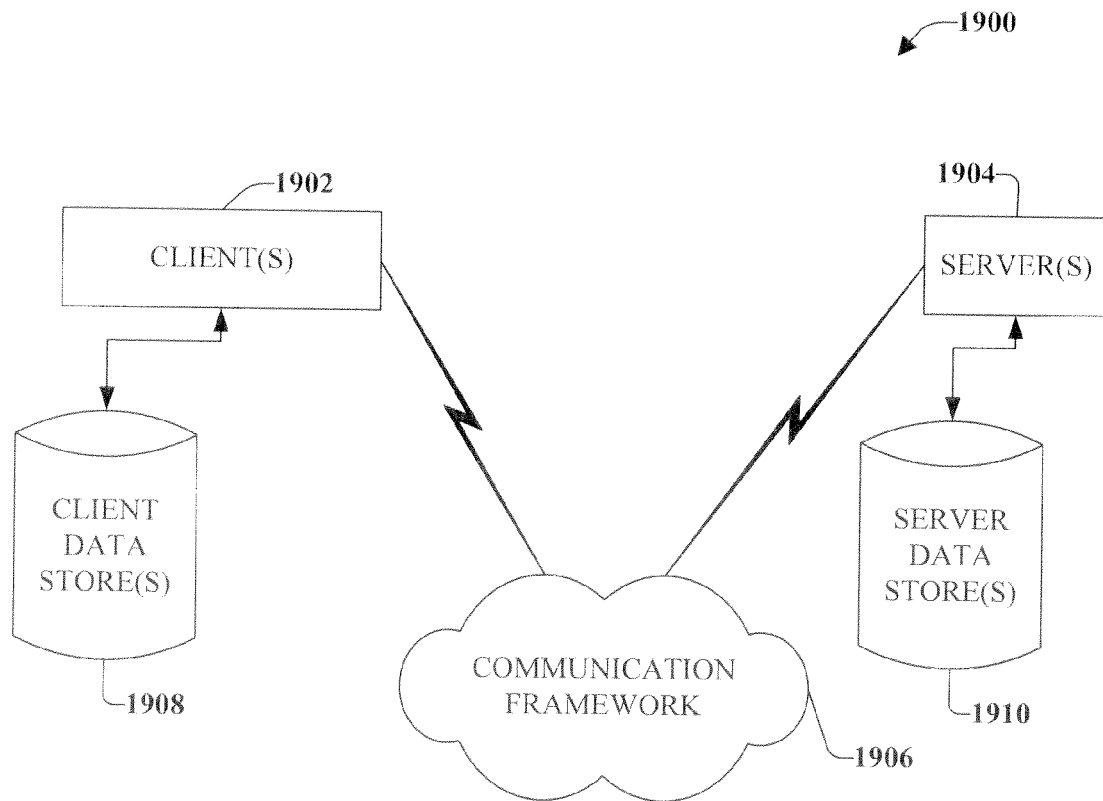 1900
1902
1904
CLIENT(S)
SERVER(S)
CLIENT
DATA
STORE(S)
SERVER
DATA
STORE(S)
COMMUNICATION
FRAMEWORK
1908
1910
1906